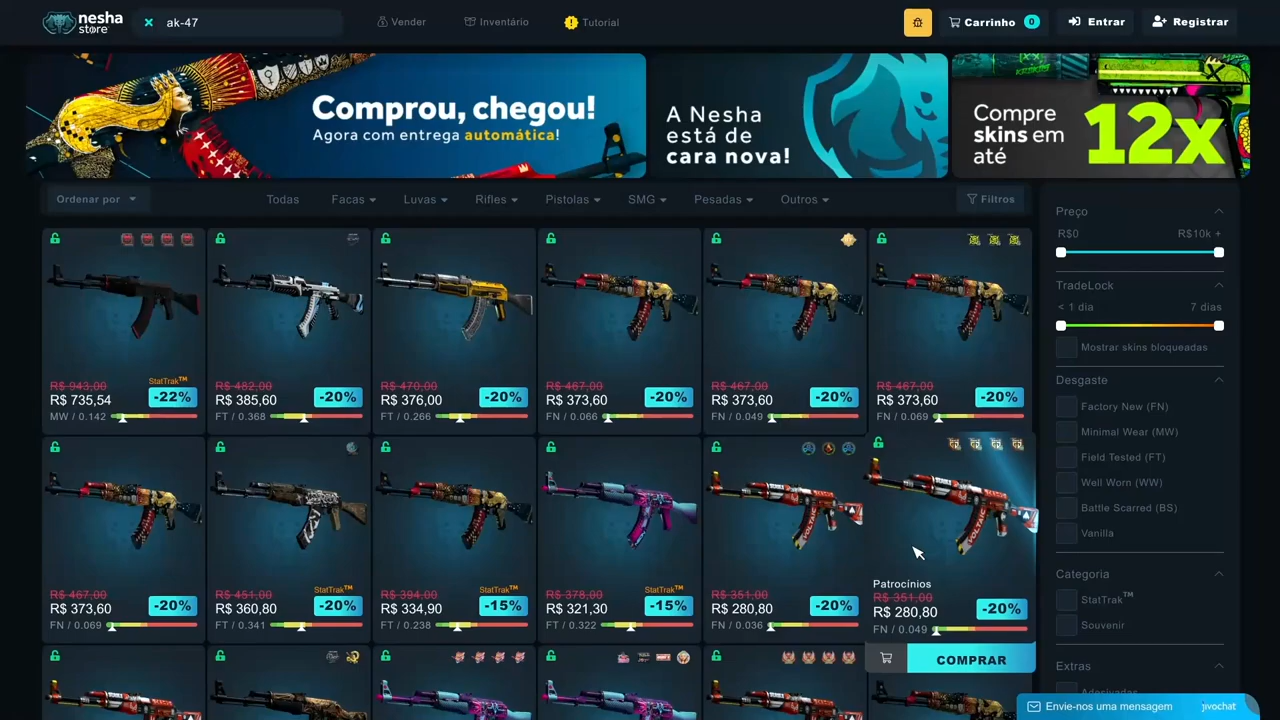 nesha
store
ak-47
Vender
Inventário
Tutorial
Carrinho
0
Entrar
Registrar
Comprou, chegou!
Agora com entrega automática!
A Nesha
está de
cara nova!
Compre
skins em
até
12x
Ordenar por
Todas
Facas
Luvas
Rifles
Pistolas
SMG
Pesadas
Outros
Filtros
R$ 943,00
StatTrak™
R$ 735,54
-22%
MW / 0.142
R$ 482,00
R$ 385,60
-20%
FT / 0.368
R$ 470,00
R$ 376,00
-20%
FT / 0.266
R$ 467,00
R$ 373,60
-20%
FN / 0.066
R$ 467,00
R$ 373,60
-20%
FN / 0.049
R$ 467,00
R$ 373,60
-20%
FN / 0.069
R$ 467,00
R$ 373,60
-20%
FN / 0.069
R$ 451,00
StatTrak™
R$ 360,80
-20%
FT / 0.341
R$ 394,00
StatTrak™
R$ 334,90
-15%
FT / 0.238
R$ 378,00
StatTrak™
R$ 321,30
-15%
FT / 0.322
VOLTAIC
R$ 351,00
R$ 280,80
-20%
FN / 0.036
VOLTAIC
Patrocínios
R$ 351,00
R$ 280,80
-20%
FN / 0.049
COMPRAR
Preço
R$0
R$10k +
TradeLock
< 1 dia
7 dias
Mostrar skins bloqueadas
Desgaste
Factory New (FN)
Minimal Wear (MW)
Field Tested (FT)
Well Worn (WW)
Battle Scarred (BS)
Vanilla
Categoria
StatTrak™
Souvenir
Extras
Adesivadas
Envie-nos uma mensagem
jivochat